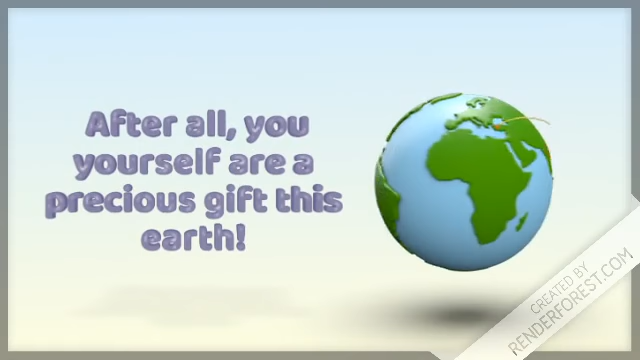 After all, you
yourself are a
precious gift this
earth!
CREATED BY
RENDERFOREST.COM